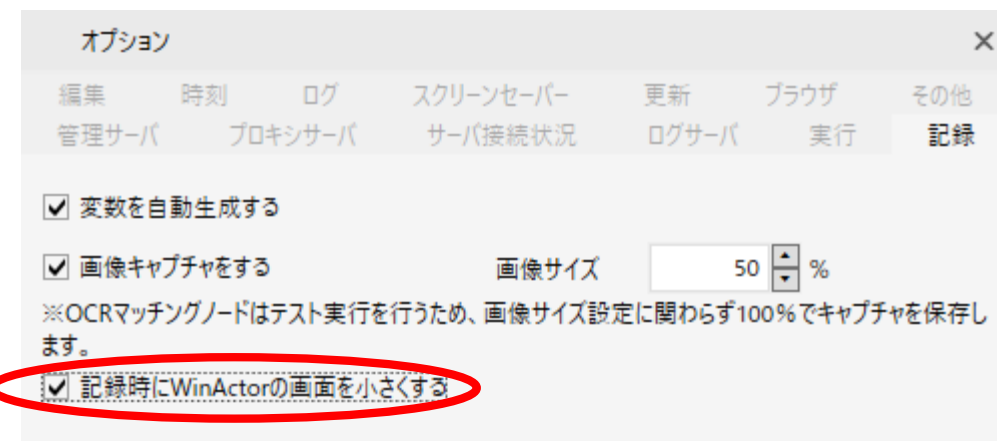 オプション ×
編集 時刻 ログ スクリーンセーバー 更新 ブラウザ その他
管理サーバ プロキシサーバ サーバ接続状況 ログサーバ 実行 記録
変数を自動生成する
画像キャプチャをする 画像サイズ 50 %
※OCRマッチングノードはテスト実行を行うため、画像サイズ設定に関わらず100%でキャプチャを保存し
ます。
記録時にWinActorの画面を小さくする